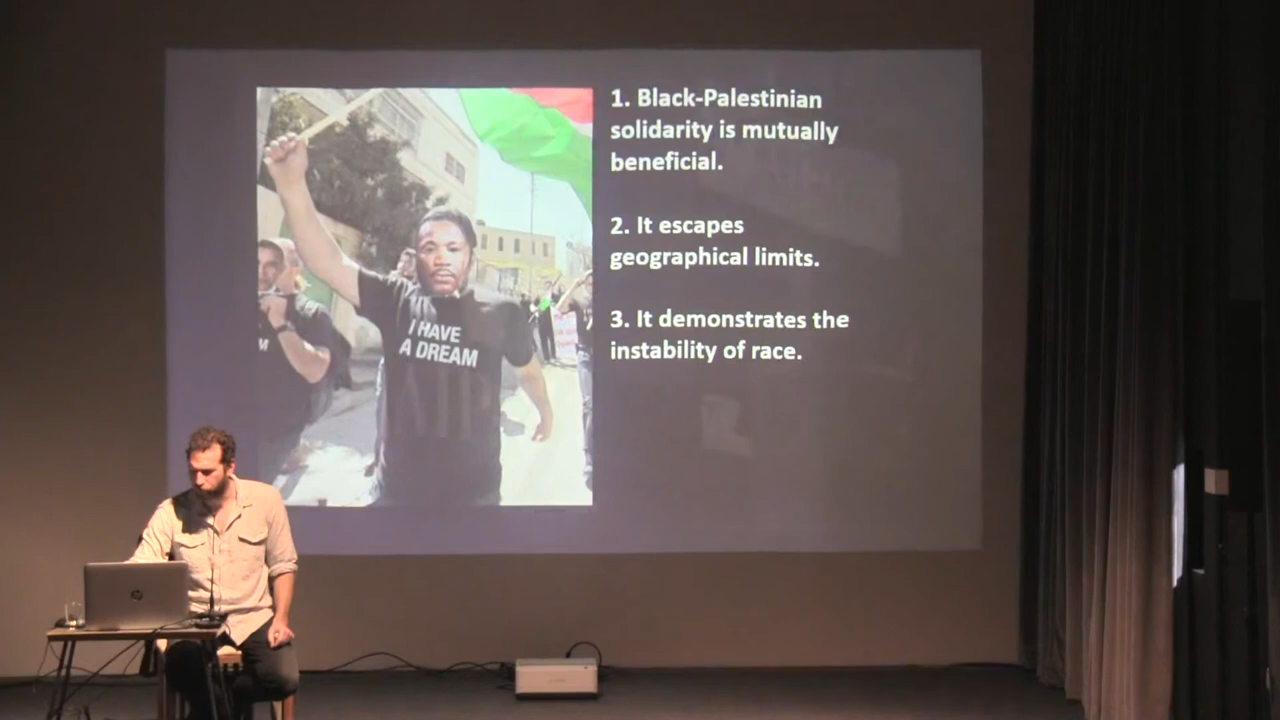 1. Black-Palestinian
solidarity is mutually
beneficial.
2. It escapes
geographical limits.
3. It demonstrates the
instability of race.
I HAVE
A DREAM
M
hp